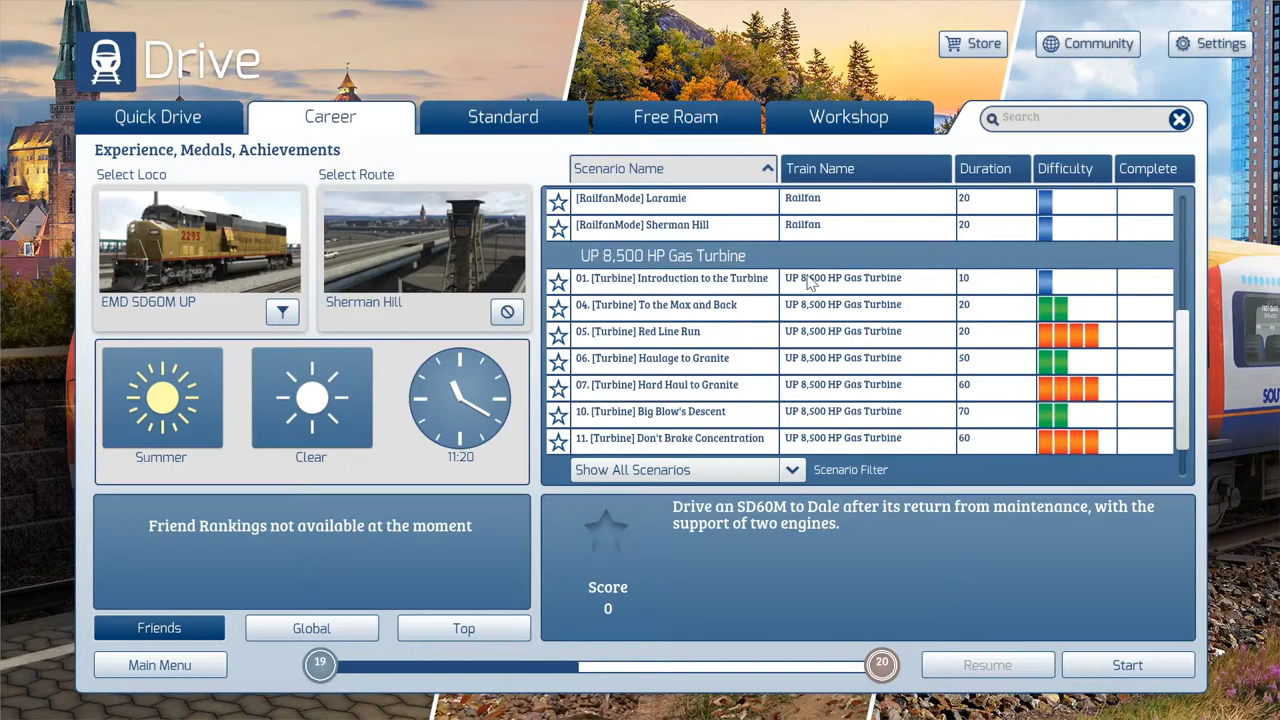 Drive
Store
Community
Settings
Quick Drive
Career
Standard
Free Roam
Workshop
Search
Experience, Medals, Achievements
Select Loco
Select Route
2293
EMD SD60M UP
Sherman Hill
Summer
Clear
11:20
Scenario Name
Train Name
Duration
Difficulty
Complete
[RailfanMode] Laramie Railfan 20
[RailfanMode] Sherman Hill Railfan 20
UP 8,500 HP Gas Turbine
01. [Turbine] Introduction to the Turbine UP 8,500 HP Gas Turbine 10
04. [Turbine] To the Max and Back UP 8,500 HP Gas Turbine 20
05. [Turbine] Red Line Run UP 8,500 HP Gas Turbine 20
06. [Turbine] Haulage to Granite UP 8,500 HP Gas Turbine 50
07. [Turbine] Hard Haul to Granite UP 8,500 HP Gas Turbine 60
10. [Turbine] Big Blow's Descent UP 8,500 HP Gas Turbine 70
11. [Turbine] Don't Brake Concentration UP 8,500 HP Gas Turbine 60
Show All Scenarios
Scenario Filter
Friend Rankings not available at the moment
Drive an SD60M to Dale after its return from maintenance, with the
support of two engines.
Score
0
Friends
Global
Top
Main Menu
19
20
Resume
Start
SOU